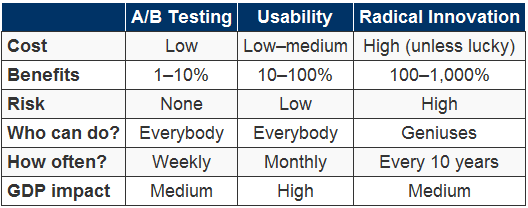 A/B Testing Usability Radical Innovation
Cost Low Low–medium High (unless lucky)
Benefits 1–10% 10–100% 100–1,000%
Risk None Low High
Who can do? Everybody Everybody Geniuses
How often? Weekly Monthly Every 10 years
GDP impact Medium High Medium